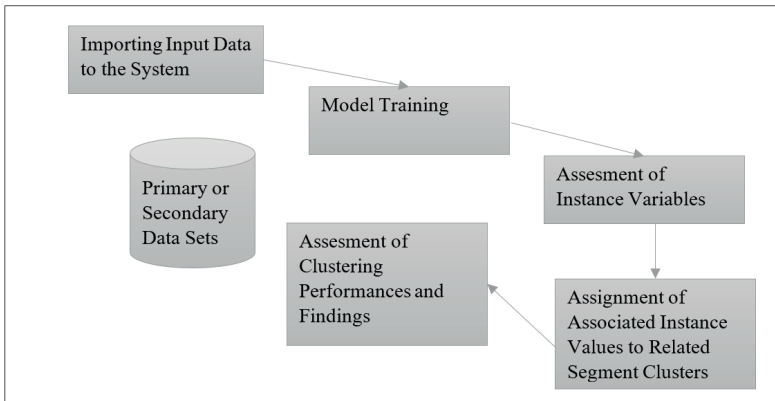 Importing Input Data
to the System
Model Training
Primary or
Secondary
Data Sets
Assesment of
Instance Variables
Assesment of
Clustering
Performances and
Findings
Assignment of
Associated Instance
Values to Related
Segment Clusters